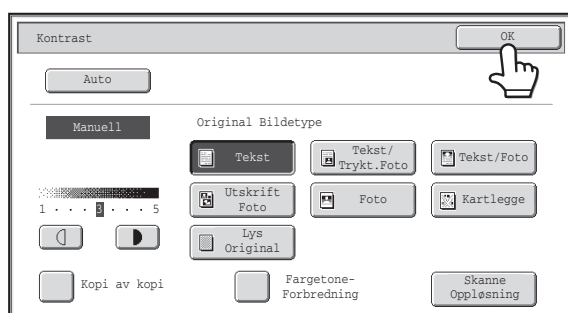 Kontrast
OK
Auto
Manuell
Original Bildetype
Tekst
Tekst/
Trykt.Foto
Tekst/Foto
Utskrift
Foto
Foto
Kartlegge
Lys
Original
1 · · · 3 · · · 5
Kopi av kopi
Fargetone-
Forbredning
Skanne
Oppløsning